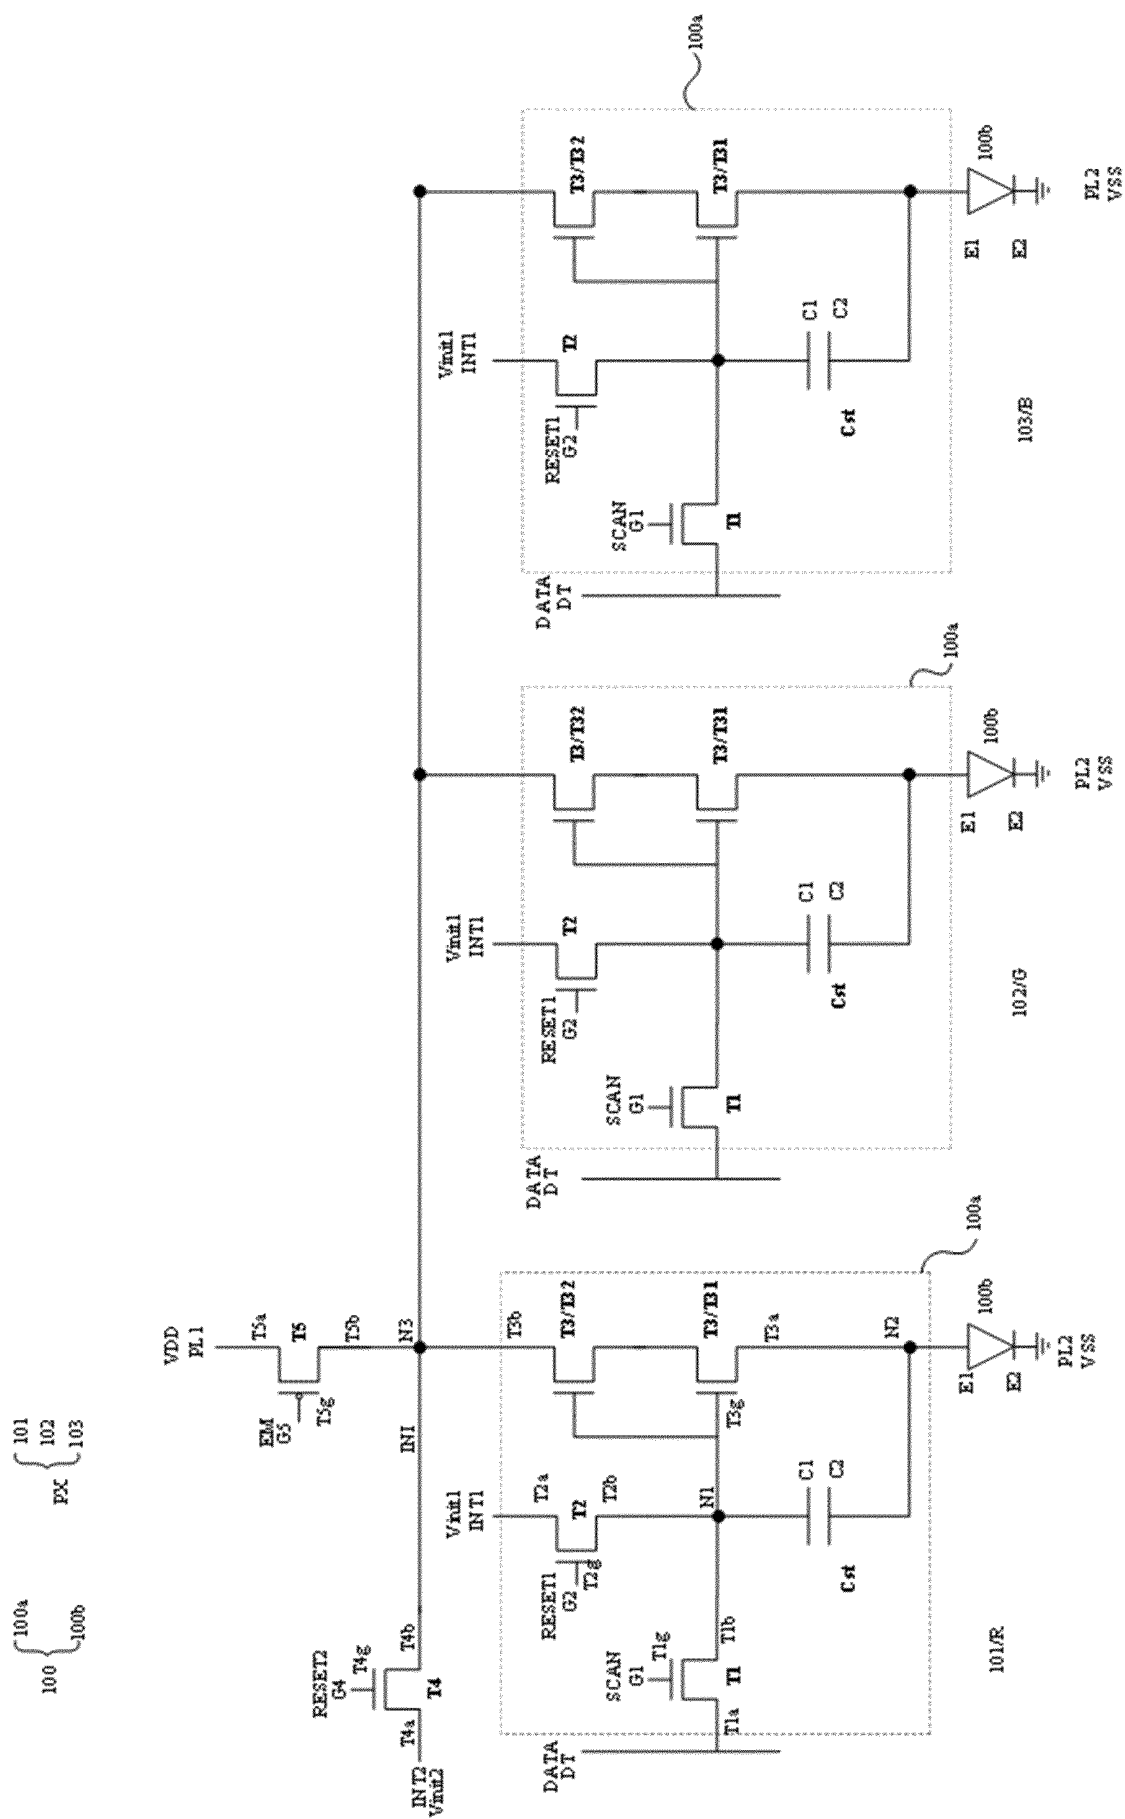 100
100a
100b
PX
101
102
103
VDD
PL1
T5a
T5
T5b
EM
G5
T5g
N3
INI
RESET2
G4
T4g
T4a
T4
T4b
INT2
Vinit2
Vinit1
INT1
T2a
T2
T2b
RESET1
G2
T2g
N1
SCAN
G1
T1g
T1a
T1
T1b
DATA
DT
T3b
T3/T32
T3/T31
T3g
T3a
N2
C1
C2
Cst
E1
E2
100b
PL2
VSS
101/R
100a
DATA
DT
SCAN
G1
T1
RESET1
G2
Vinit1
INT1
T2
T3/T32
T3/T31
C1
C2
Cst
E1
E2
100b
PL2
VSS
102/G
100a
DATA
DT
SCAN
G1
T1
RESET1
G2
Vinit1
INT1
T2
T3/T32
T3/T31
C1
C2
Cst
E1
E2
100b
PL2
VSS
103/B
100a